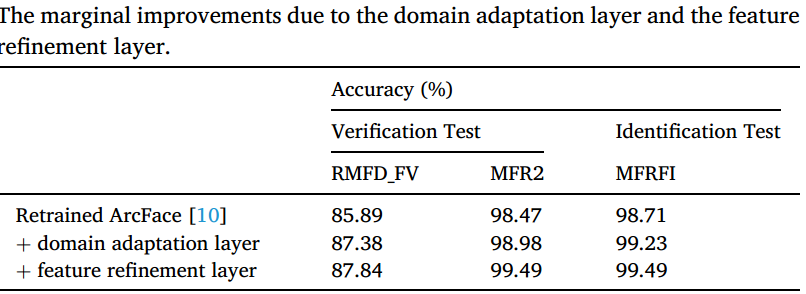 The marginal improvements due to the domain adaptation layer and the feature
refinement layer.
Accuracy (%)
Verification Test Identification Test
RMFD_FV MFR2 MFRFI
Retrained ArcFace [10] 85.89 98.47 98.71
+ domain adaptation layer 87.38 98.98 99.23
+ feature refinement layer 87.84 99.49 99.49